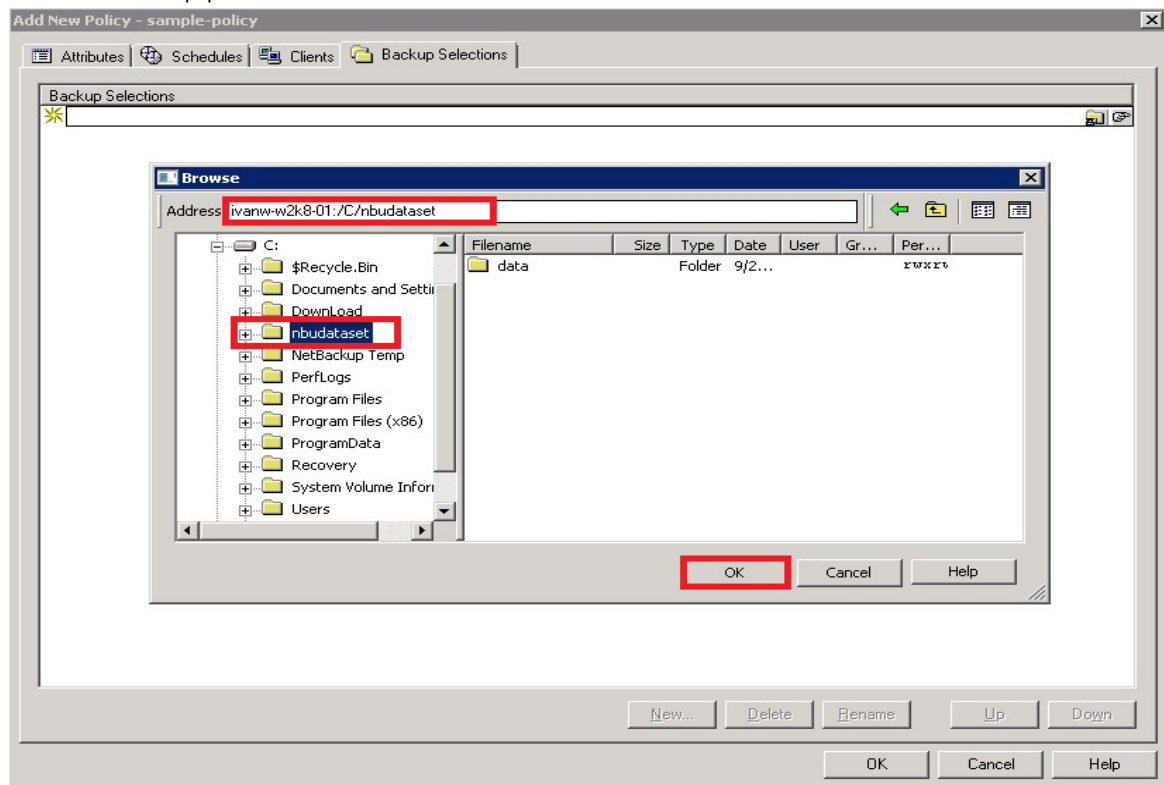 Add New Policy - sample-policy
Attributes Schedules Clients Backup Selections
Backup Selections
Browse
Address ivanw-w2k8-01:/C/nbudataset
Filename Size Type Date User Gr... Per...
C:
$Recycle.Bin
Documents and Setti
DownLoad
nbudataset
NetBackup Temp
PerfLogs
Program Files
Program Files (x86)
ProgramData
Recovery
System Volume Infor
Users
data Folder 9/2... rwxr
OK Cancel Help
New... Delete Rename Up Down
OK Cancel Help